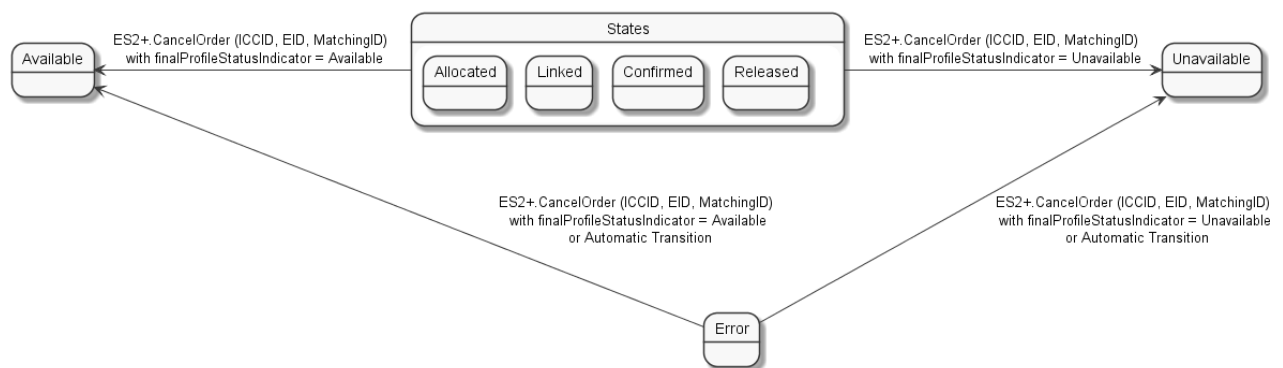 States
ES2+.CancelOrder (ICCID, EID, MatchingID)
with finalProfileStatusIndicator = Available
ES2+.CancelOrder (ICCID, EID, MatchingID)
with finalProfileStatusIndicator = Unavailable
Available
Allocated
Linked
Confirmed
Released
Unavailable
ES2+.CancelOrder (ICCID, EID, MatchingID)
with finalProfileStatusIndicator = Available
or Automatic Transition
ES2+.CancelOrder (ICCID, EID, MatchingID)
with finalProfileStatusIndicator = Unavailable
or Automatic Transition
Error